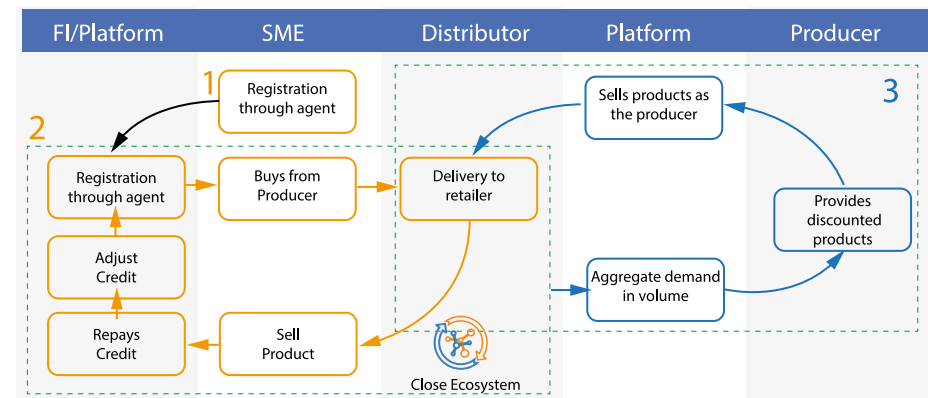 FI/Platform
SME
Distributor
Platform
Producer
1
Registration
through agent
Sells products as
the producer
3
2
Registration
through agent
Buys from
Producer
Delivery to
retailer
Provides
discounted
products
Adjust
Credit
Aggregate demand
in volume
Repays
Credit
Sell
Product
Close Ecosystem